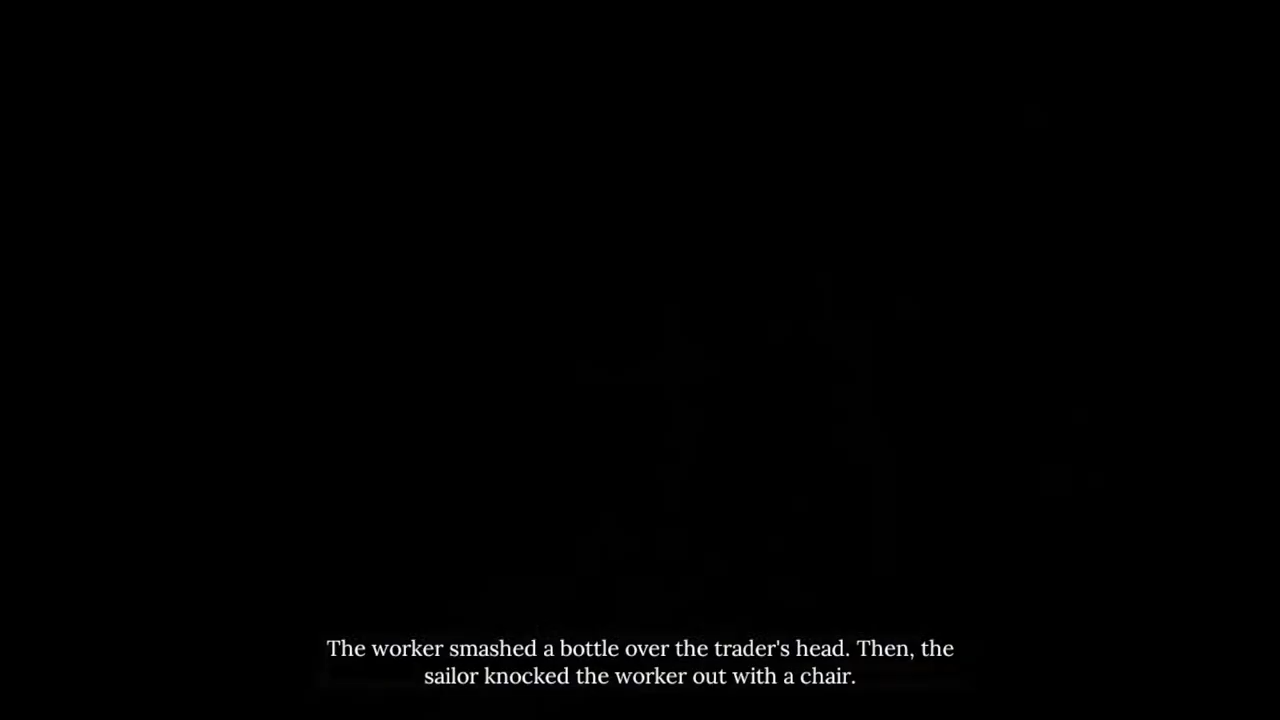 The worker smashed a bottle over the trader's head. Then, the
sailor knocked the worker out with a chair.